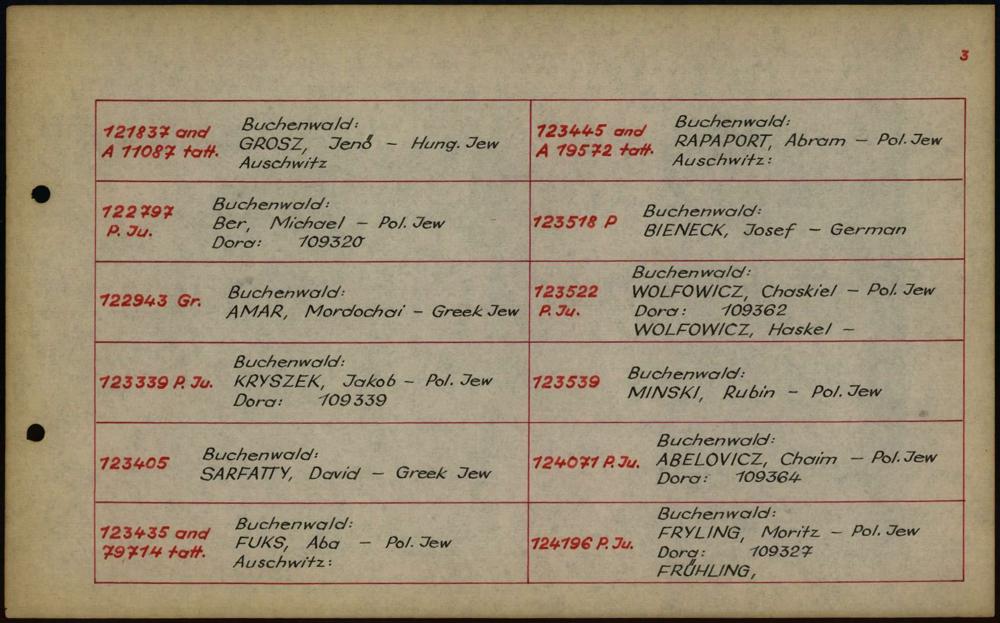 3
121837 and
A 11087 tatt.
Buchenwald:
GROSZ, Jenő - Hung. Jew
Auschwitz
122797
P. Ju.
Buchenwald:
Ber, Michael - Pol. Jew
Dora: 109320
122943 Gr.
Buchenwald:
AMAR, Mordochai - Greek Jew
123339 P. Ju.
Buchenwald:
KRYSZEK, Jakob - Pol. Jew
Dora: 109339
123405
Buchenwald:
SARFATTY, David - Greek Jew
123435 and
79714 tatt.
Buchenwald:
FUKS, Aba - Pol. Jew
Auschwitz:
123445 and
A 19572 tatt.
Buchenwald:
RAPAPORT, Abram - Pol. Jew
Auschwitz:
123518 P
Buchenwald:
BIENECK, Josef - German
123522
P. Ju.
Buchenwald:
WOLFOWICZ, Chaskiel - Pol. Jew
Dora: 109362
WOLFOWICZ, Haskel -
123539
Buchenwald:
MINSKI, Rubin - Pol. Jew
124071 P. Ju.
Buchenwald:
ABELOVICZ, Chaim - Pol. Jew
Dora: 109364
124196 P. Ju.
Buchenwald:
FRYLING, Moritz - Pol. Jew
Dora: 109327
FRÜHLING,